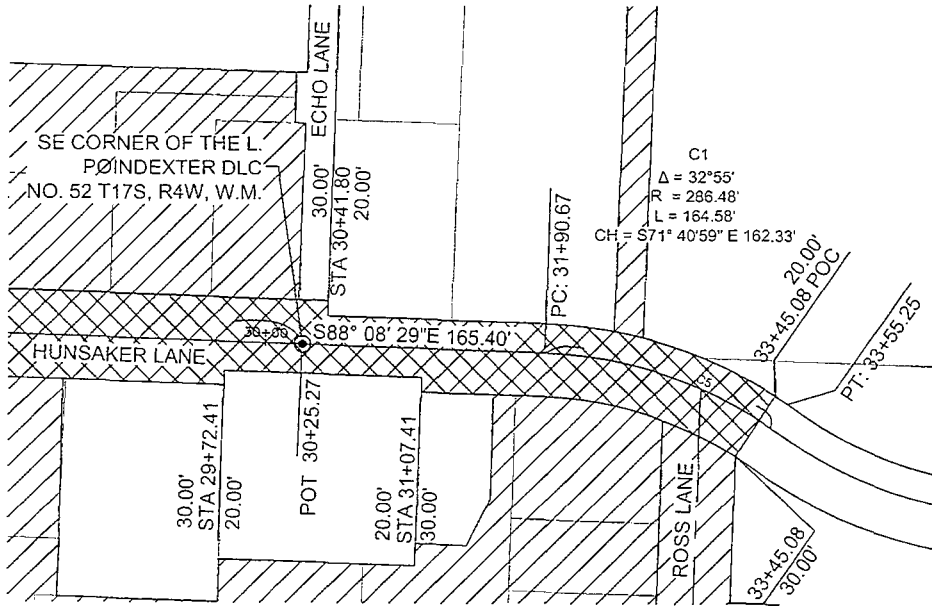 ECHO LANE
SE CORNER OF THE L.
POINDEXTER DLC
NO. 52 T17S, R4W, W.M.
30.00'
STA 30+41.80
20.00'
PC: 31+90.67
C1
Δ = 32°55'
R = 286.48'
L = 164.58'
CH = S71° 40'59" E 162.33'
20.00'
33+45.08 POC
PT: 33+55.25
30+00
S88° 08' 29"E 165.40'
HUNSAKER LANE
C5
30.00'
STA 29+72.41
20.00'
POT 30+25.27
20.00'
STA 31+07.41
30.00'
ROSS LANE
33+45.08
30.00'